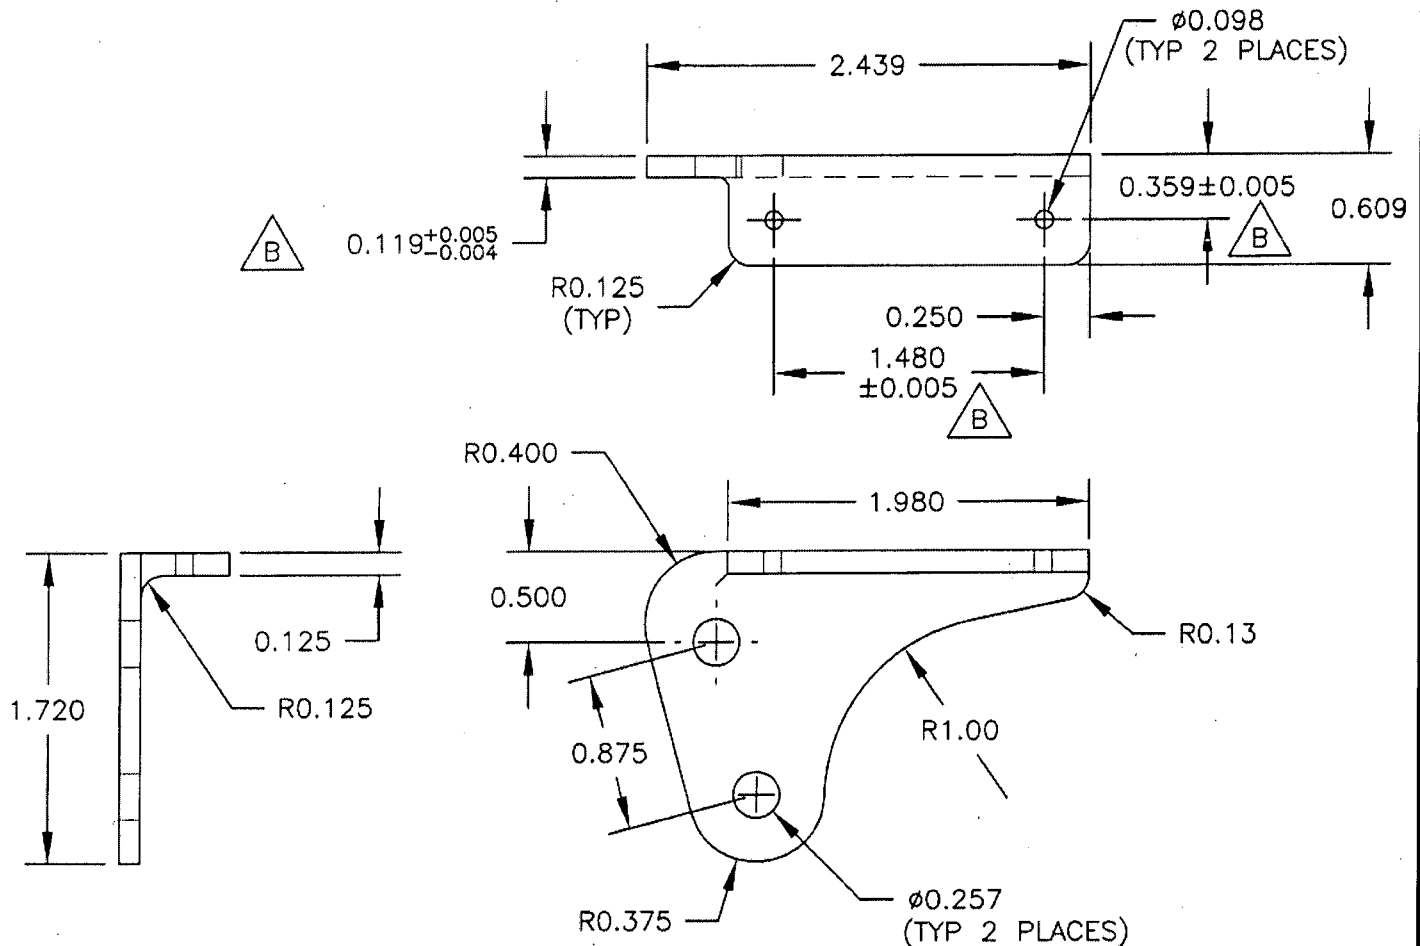 ø0.098
(TYP 2 PLACES)
2.439
0.359±0.005
0.609
B
0.119+0.005
-0.004
B
R0.125
(TYP)
0.250
1.480
±0.005
B
R0.400
1.980
0.500
0.125
R0.13
1.720
R0.125
0.875
R1.00
ø0.257
(TYP 2 PLACES)
R0.375